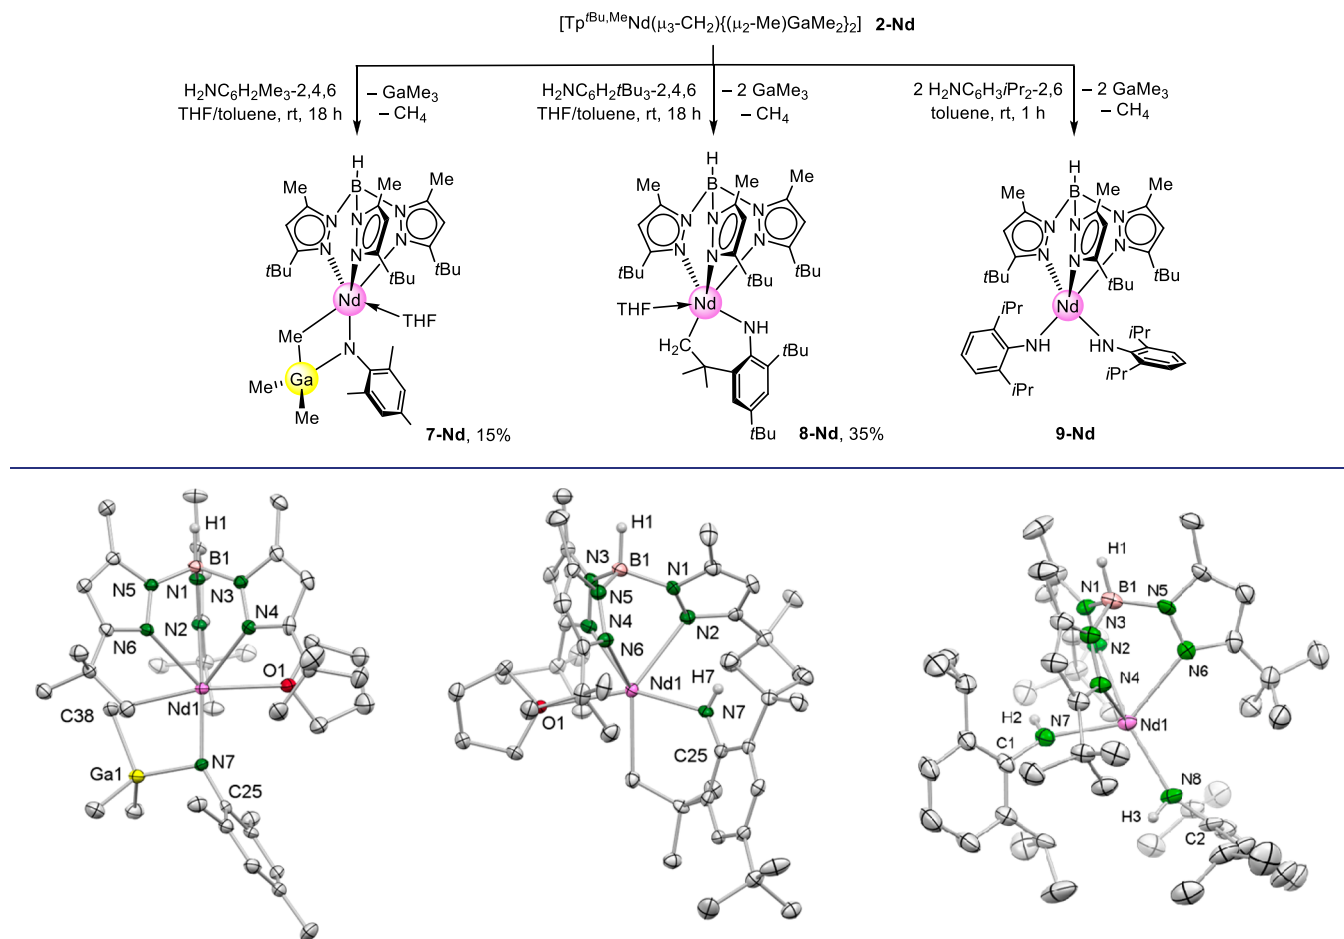 [Tp^tBu,Me Nd(μ₃-CH₂){(μ₂-Me)GaMe₂}₂] 2-Nd
H₂NC₆H₂Me₃-2,4,6
THF/toluene, rt, 18 h
– GaMe₃
– CH₄
H₂NC₆H₂tBu₃-2,4,6
THF/toluene, rt, 18 h
– 2 GaMe₃
– CH₄
2 H₂NC₆H₃iPr₂-2,6
toluene, rt, 1 h
– 2 GaMe₃
– CH₄
H
B
Me
Me
Me
N
N
N
N
N
N
tBu
tBu
tBu
Nd
THF
Me
N
Ga
Me
Me
7-Nd, 15%
H
B
Me
Me
Me
N
N
N
N
N
N
tBu
tBu
tBu
THF
Nd
NH
H₂C
tBu
tBu
8-Nd, 35%
H
B
Me
Me
Me
N
N
N
N
N
N
tBu
tBu
tBu
Nd
iPr
NH
HN
iPr
iPr
iPr
9-Nd
H1
B1
N5
N1
N3
N2
N4
N6
O1
Nd1
C38
Ga1
N7
C25
H1
N3
B1
N1
N5
N4
N2
N6
H7
Nd1
O1
N7
C25
H1
N1
B1
N5
N3
N2
N6
N4
H2
N7
Nd1
C1
N8
H3
C2